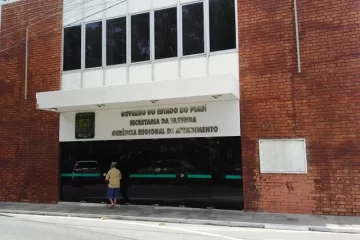 GOVERNO DO ESTADO DO PIAUÍ
SECRETARIA DA FAZENDA
GERÊNCIA REGIONAL DE ATENDIMENTO